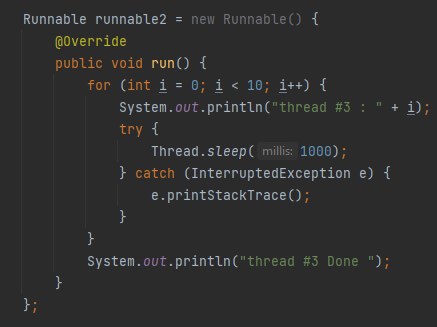 Runnable runnable2 = new Runnable() {
    @Override
    public void run() {
        for (int i = 0; i < 10; i++) {
            System.out.println("thread #3 : " + i);
            try {
                Thread.sleep( millis: 1000);
            } catch (InterruptedException e) {
                e.printStackTrace();
            }
        }
        System.out.println("thread #3 Done ");
    }
};